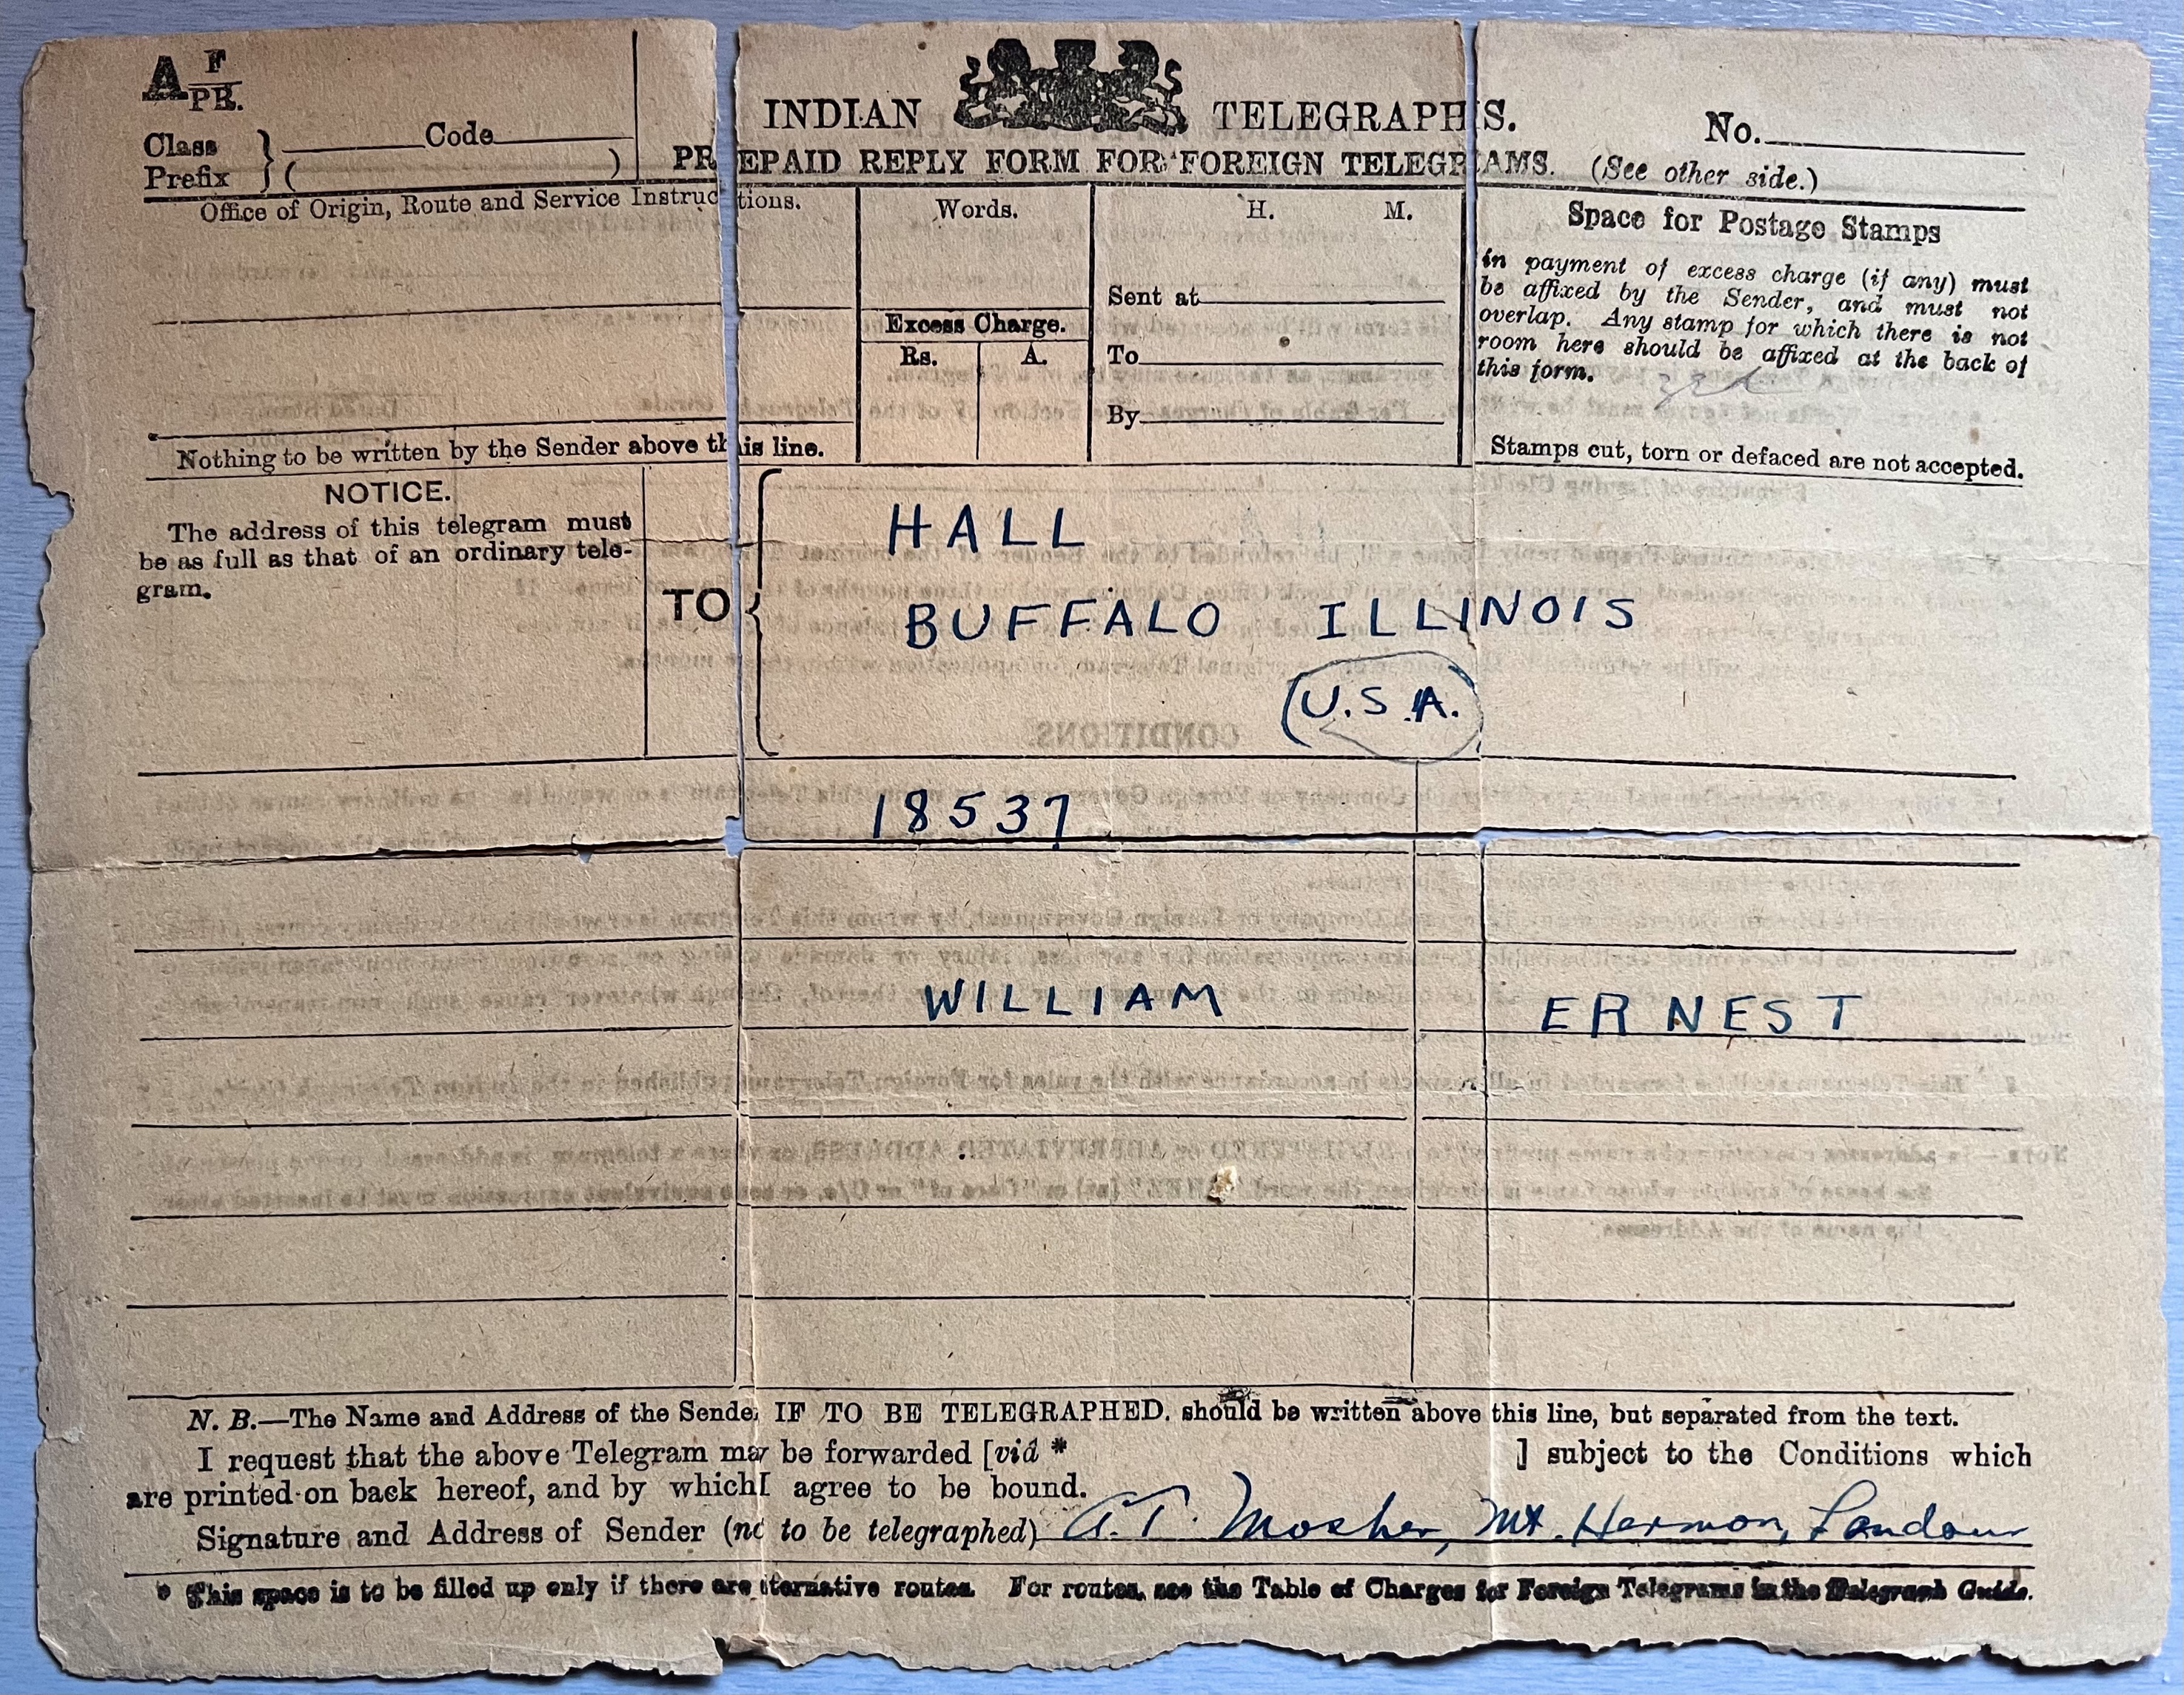 A F
PR.
Class
Prefix } Code
( )
INDIAN TELEGRAPHS.
PREPAID REPLY FORM FOR FOREIGN TELEGRAMS.
No.
(See other side.)
Office of Origin, Route and Service Instructions.
Words.
Excess Charge.
Rs. A.
H. M.
Sent at
To
By
Space for Postage Stamps
in payment of excess charge (if any) must
be affixed by the Sender, and must not
overlap. Any stamp for which there is not
room here should be affixed at the back of
this form.
Stamps cut, torn or defaced are not accepted.
Nothing to be written by the Sender above this line.
NOTICE.
The address of this telegram must
be as full as that of an ordinary tele-
gram.
TO {
HALL
BUFFALO ILLINOIS
(U.S.A.
18537
WILLIAM ERNEST
N. B.—The Name and Address of the Sende IF TO BE TELEGRAPHED. should be written above this line, but separated from the text.
I request that the above Telegram may be forwarded [viâ * ] subject to the Conditions which
are printed on back hereof, and by which I agree to be bound.
Signature and Address of Sender (no to be telegraphed) A. T. Mosher, Mt. Hermon, Landour
* This space is to be filled up only if there are ternative routes. For routes, see the Table of Charges for Foreign Telegrams in the Telegraph Guide.